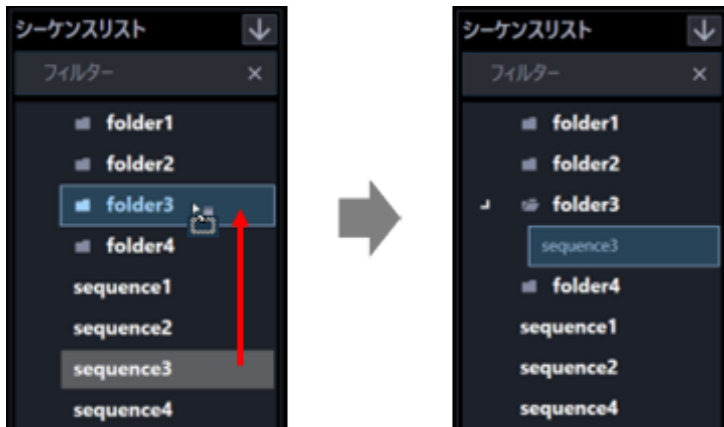 シーケンスリスト
フィルター
folder1
folder2
folder3
folder4
sequence1
sequence2
sequence3
sequence4
シーケンスリスト
フィルター
folder1
folder2
folder3
sequence3
folder4
sequence1
sequence2
sequence4